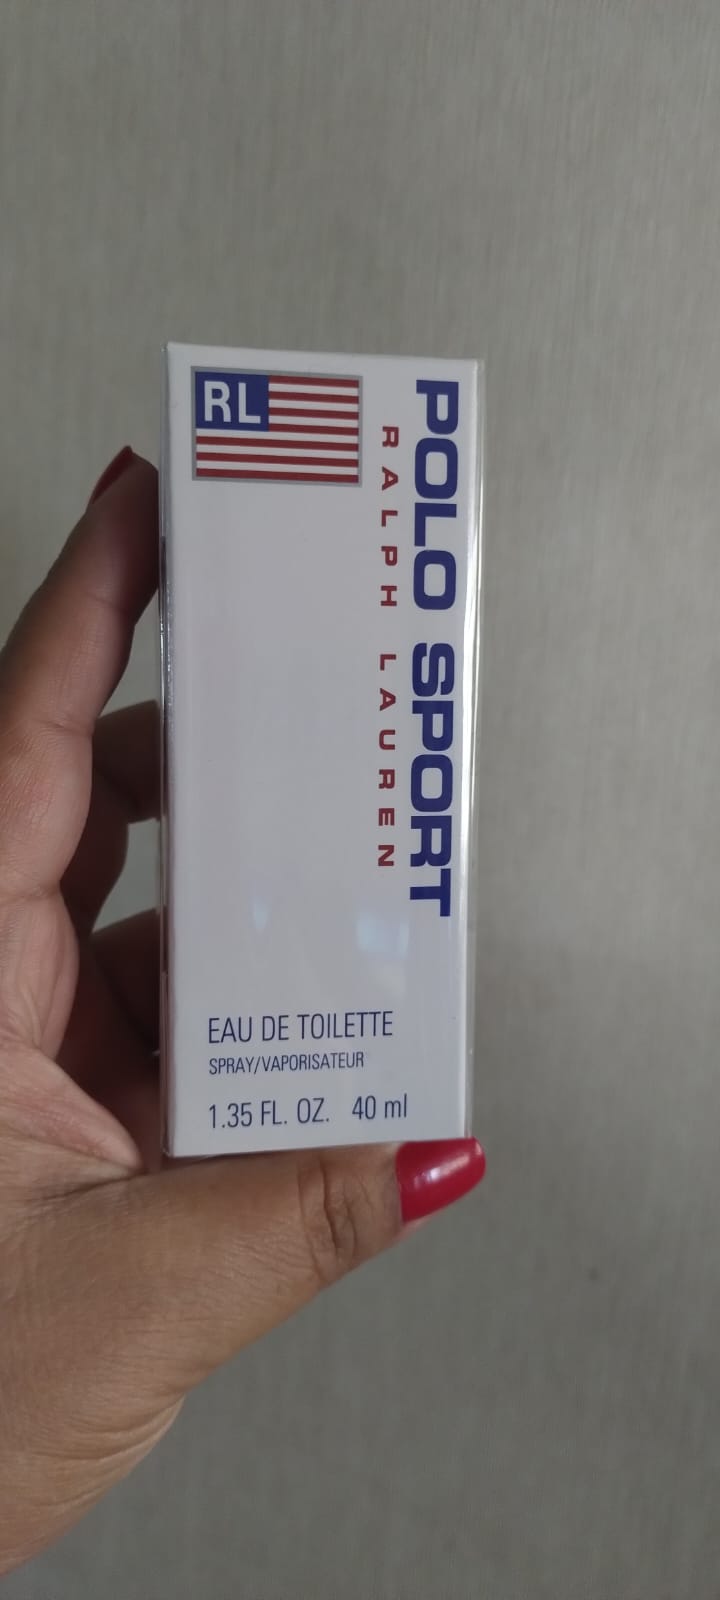 RL
POLO SPORT
RALPH LAUREN
EAU DE TOILETTE
SPRAY/VAPORISATEUR
1.35 FL. OZ. 40 ml